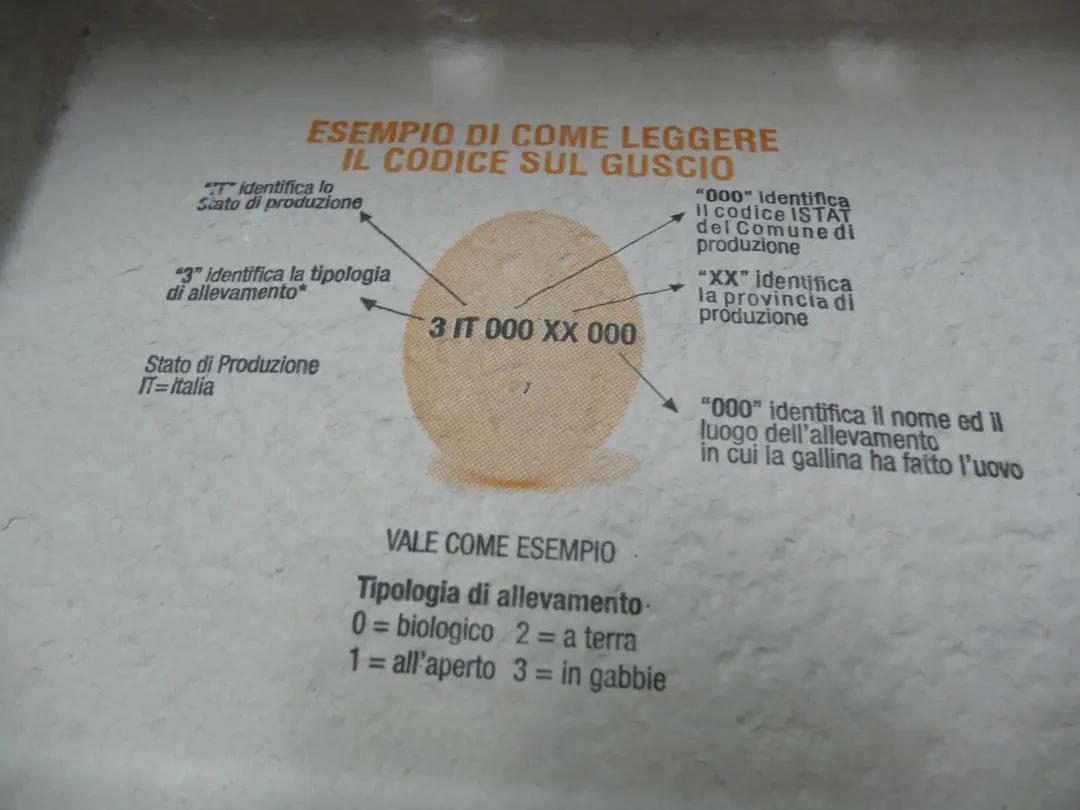 ESEMPIO DI COME LEGGERE
IL CODICE SUL GUSCIO
"IT" identifica lo
Stato di produzione
"3" identifica la tipologia
di allevamento*
Stato di Produzione
IT=Italia
3 IT 000 XX 000
"000" identifica
il codice ISTAT
del Comune di
produzione
"XX" identifica
la provincia di
produzione
"000" identifica il nome ed il
luogo dell'allevamento
in cui la gallina ha fatto l'uovo
VALE COME ESEMPIO
Tipologia di allevamento
0 = biologico 2 = a terra
1 = all'aperto 3 = in gabbie